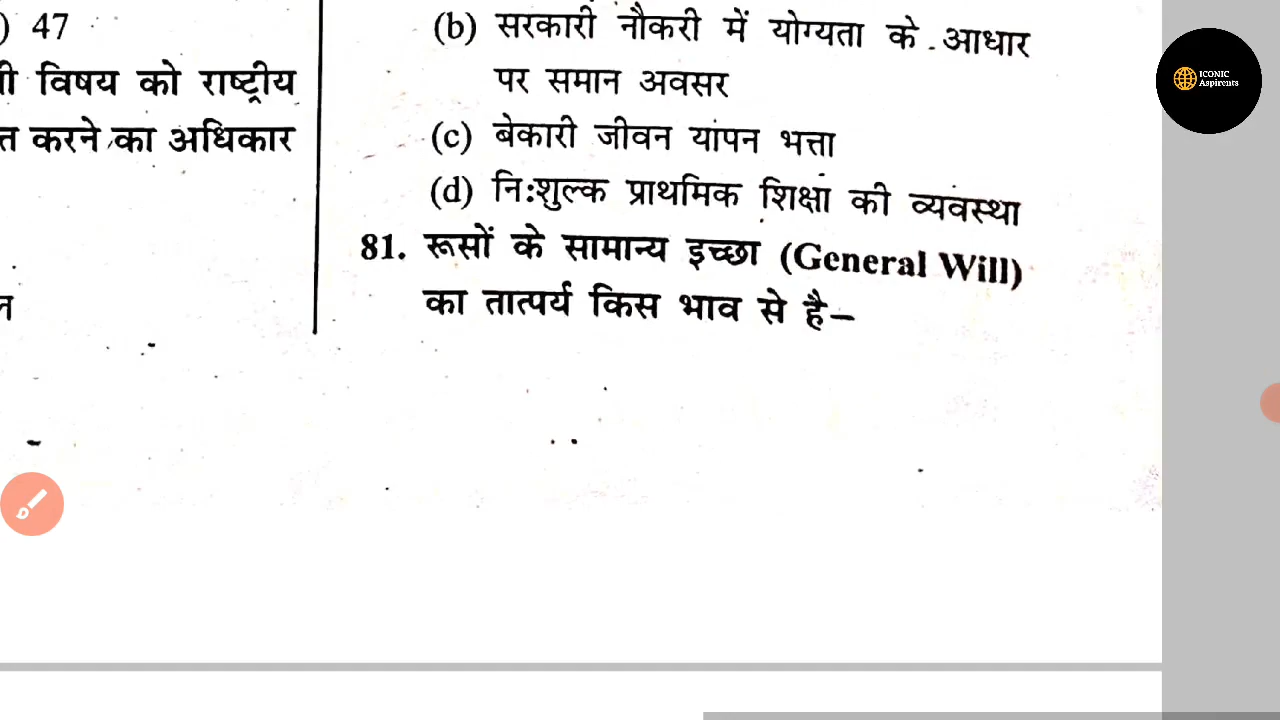 ) 47
ी विषय को राष्ट्रीय
त करने का अधिकार
न
(b) सरकारी नौकरी में योग्यता के आधार
पर समान अवसर
(c) बेकारी जीवन यापन भत्ता
(d) निःशुल्क प्राथमिक शिक्षा की व्यवस्था
81. रूसों के सामान्य इच्छा (General Will)
का तात्पर्य किस भाव से है–
ICONIC
Aspirents